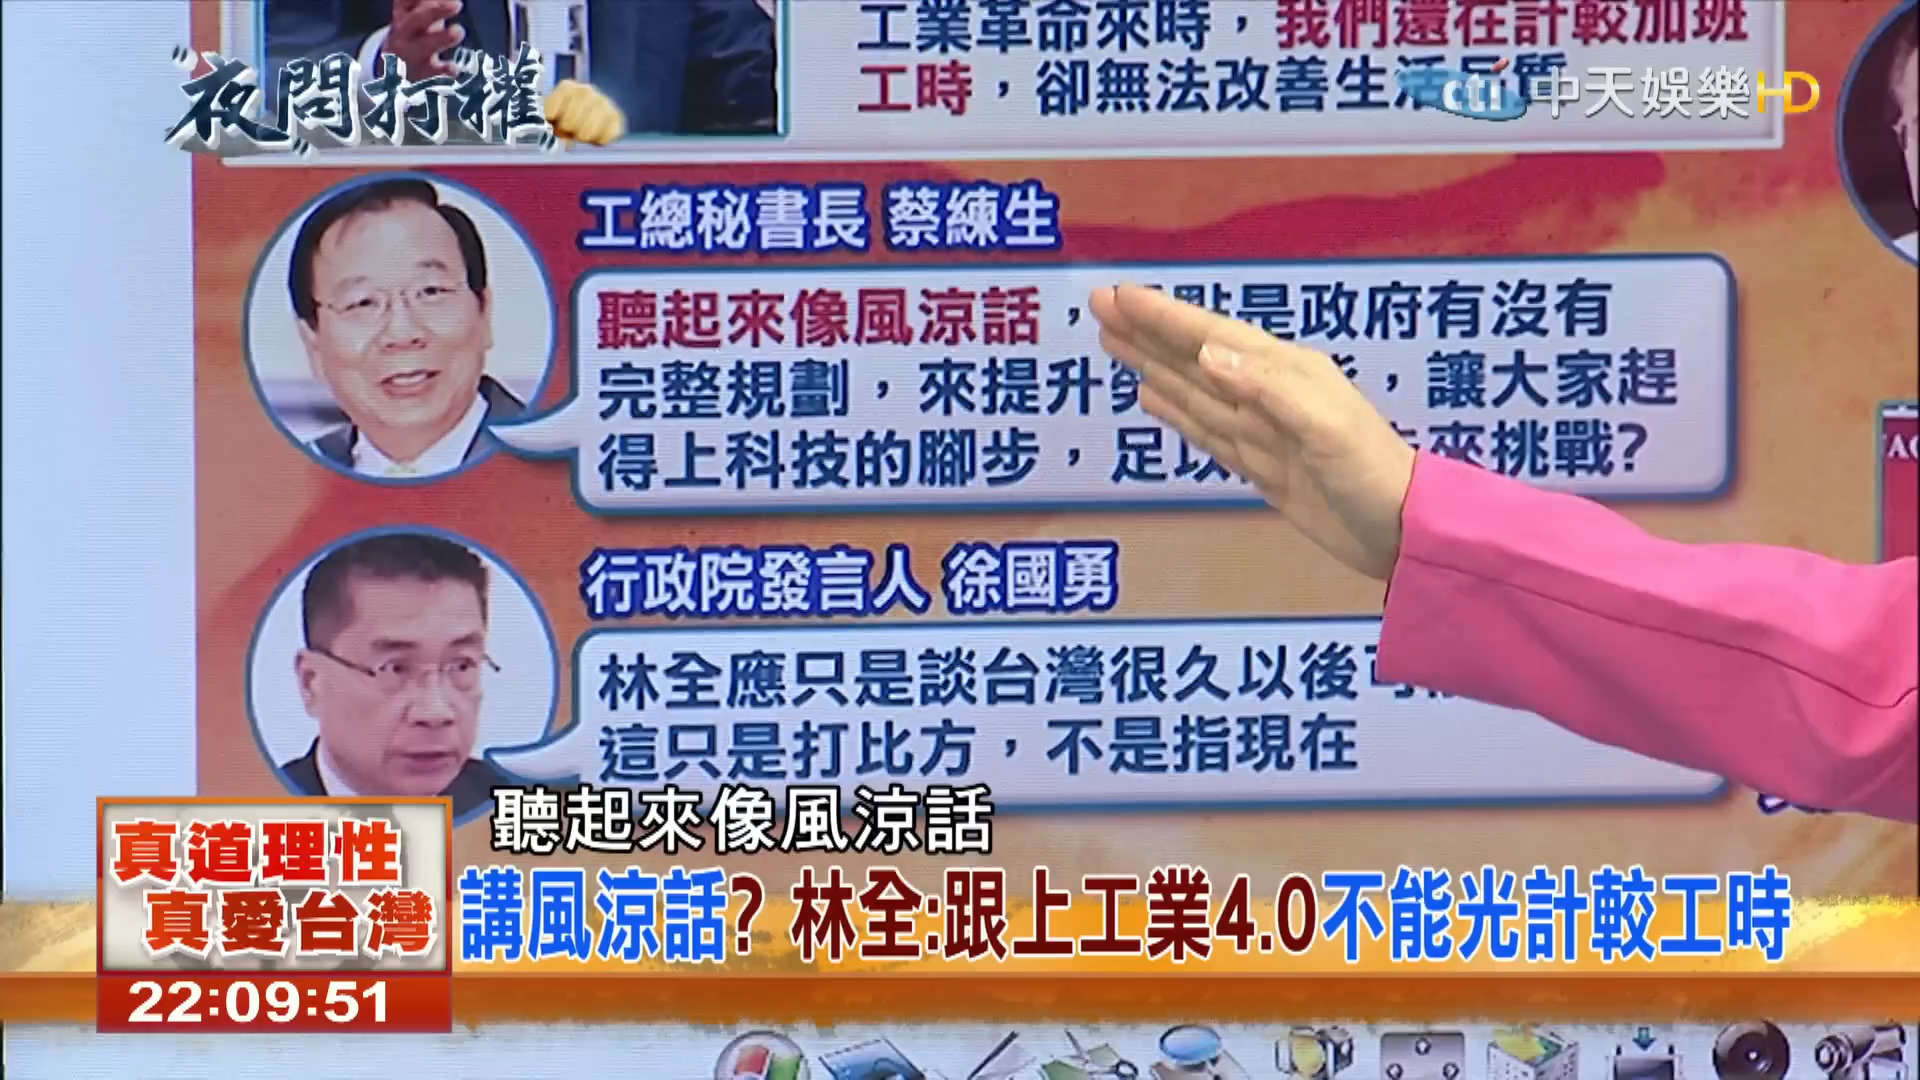 工業革命來時，我們還在計較加班
工時，卻無法改善生活品質
"夜"問打"權"
cti 中天娛樂HD
工總秘書長 蔡練生
聽起來像風涼話，點是政府有沒有
完整規劃，來提升，讓大家趕
得上科技的腳步，足以來挑戰?
行政院發言人 徐國勇
林全應只是談台灣很久以後可
這只是打比方，不是指現在
聽起來像風涼話
真道理性
真愛台灣
講風涼話? 林全:跟上工業4.0不能光計較工時
22:09:51